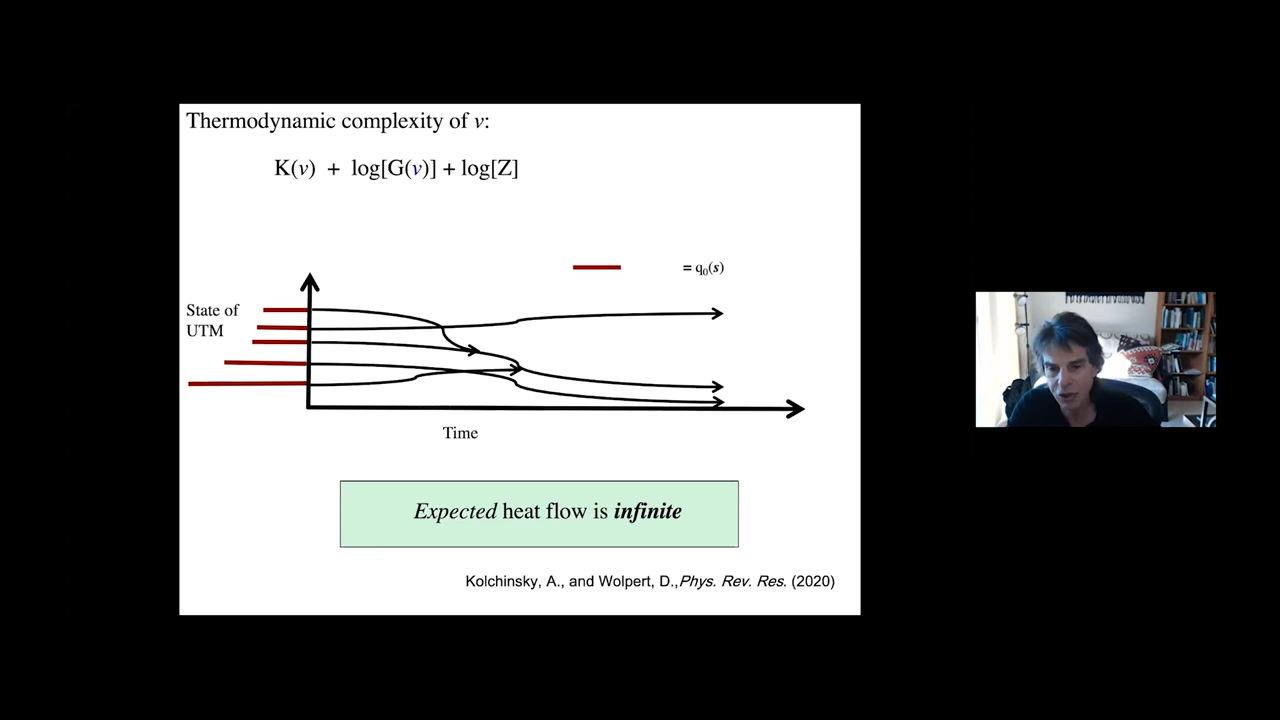 Thermodynamic complexity of v:
K(v) + log[G(v)] + log[Z]
= q₀(s)
State of
UTM
Time
Expected heat flow is infinite
Kolchinsky, A., and Wolpert, D.,Phys. Rev. Res. (2020)